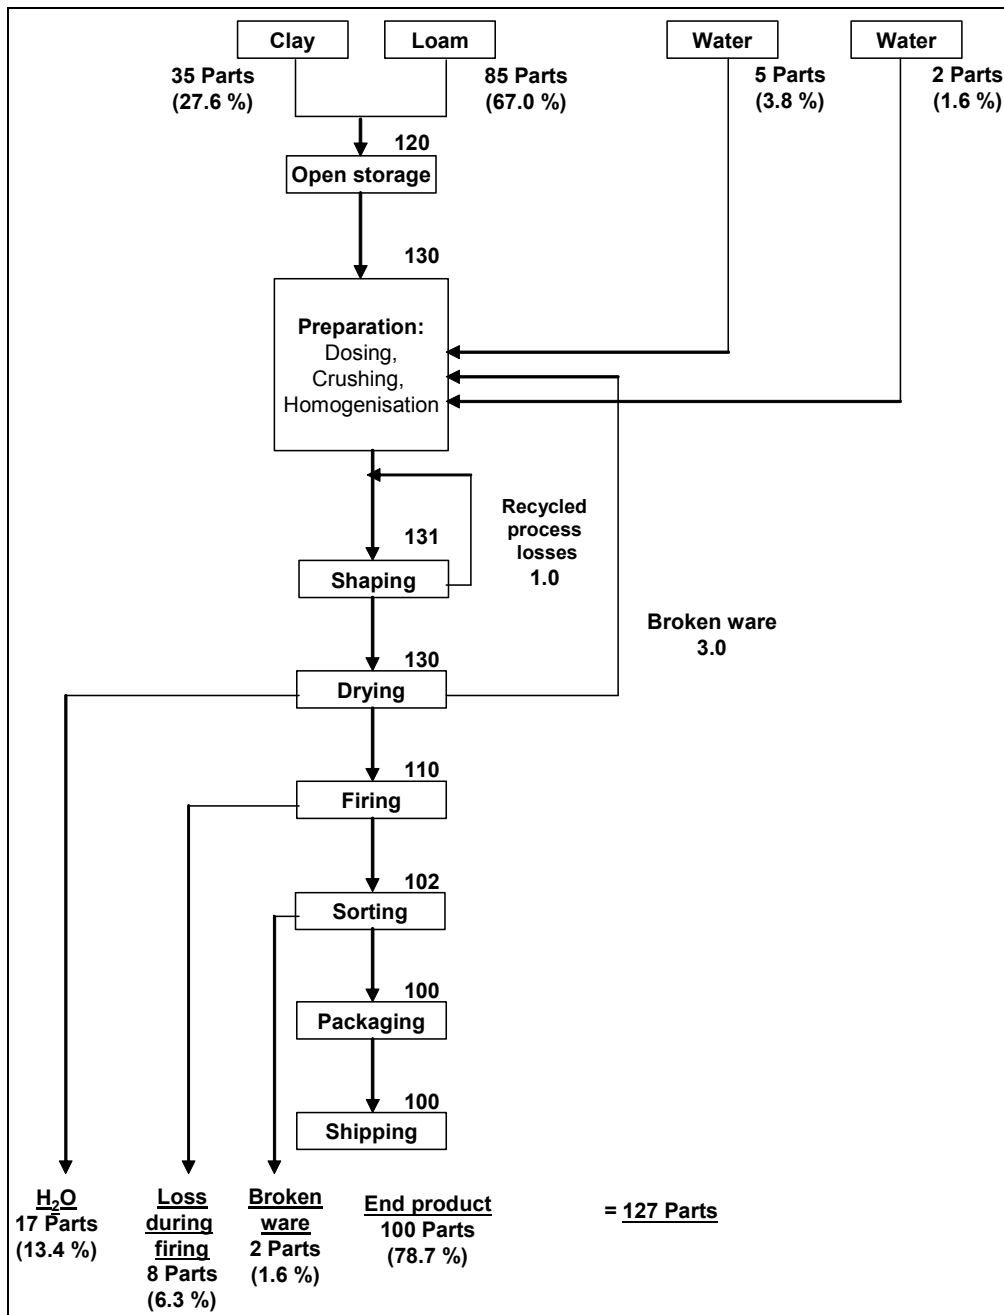 Clay
Loam
Water
Water
35 Parts
(27.6 %)
85 Parts
(67.0 %)
5 Parts
(3.8 %)
2 Parts
(1.6 %)
120
Open storage
130
Preparation:
Dosing,
Crushing,
Homogenisation
Recycled
process
losses
1.0
131
Shaping
Broken ware
3.0
130
Drying
110
Firing
102
Sorting
100
Packaging
100
Shipping
H2O
17 Parts
(13.4 %)
Loss
during
firing
8 Parts
(6.3 %)
Broken
ware
2 Parts
(1.6 %)
End product
100 Parts
(78.7 %)
= 127 Parts